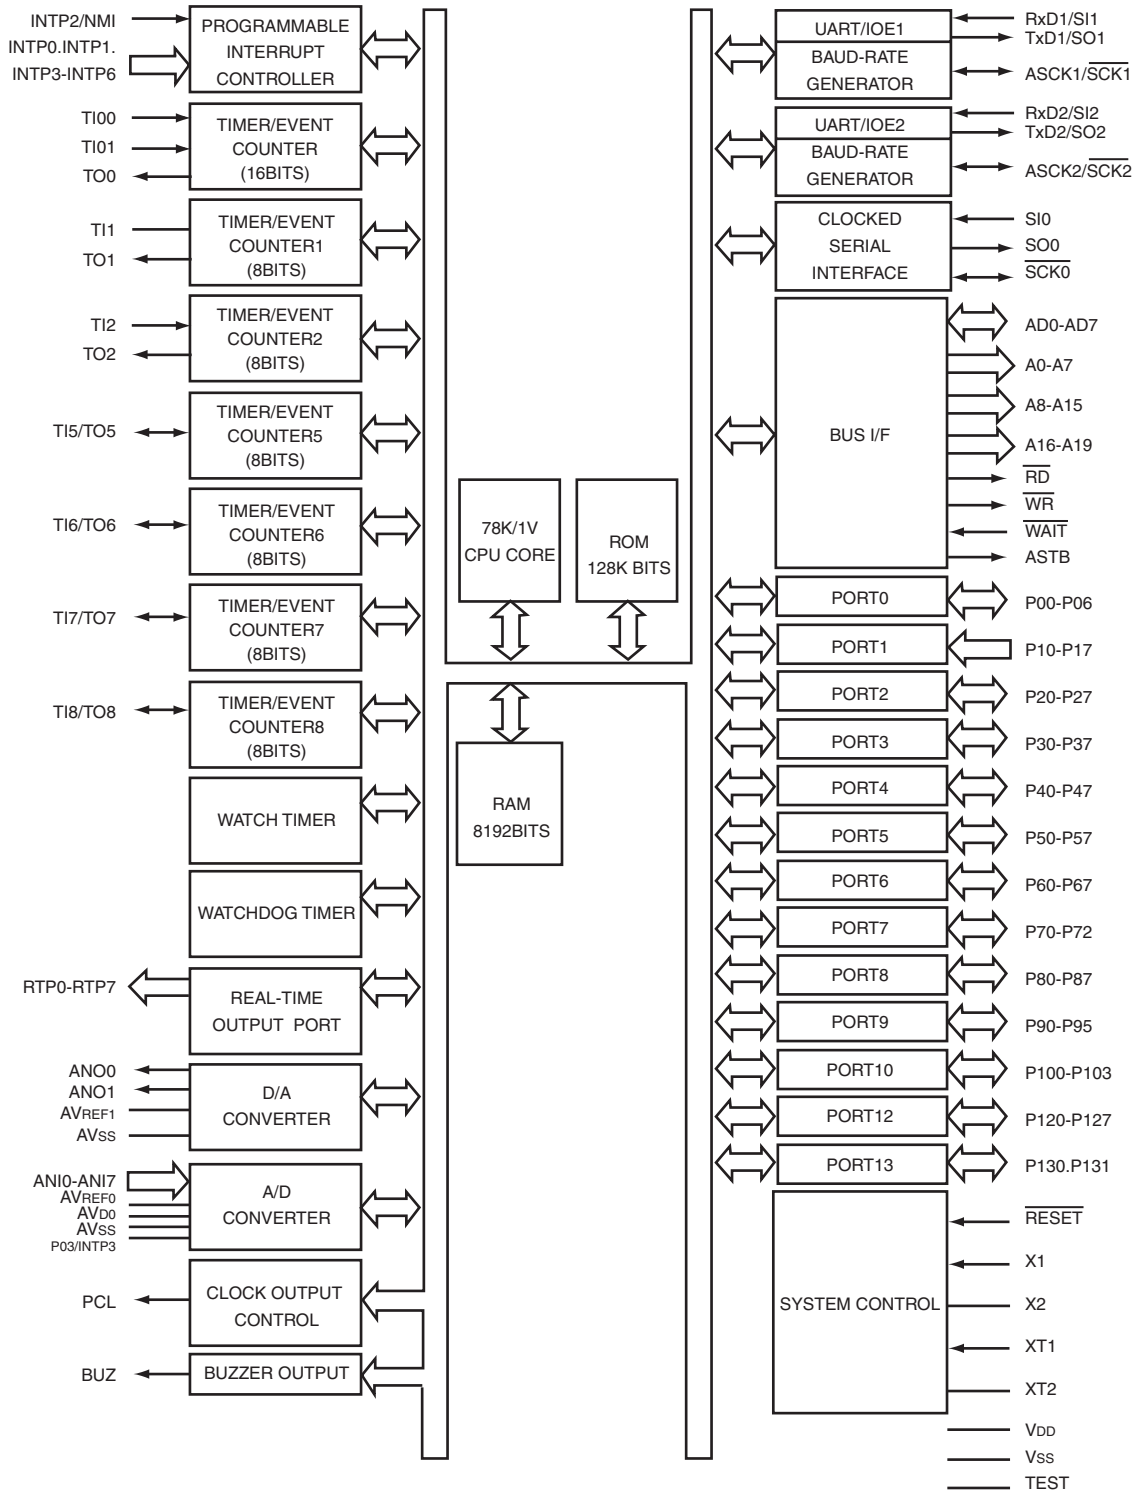 INTP2/NMI
INTP0.INTP1.
INTP3-INTP6
PROGRAMMABLE
INTERRUPT
CONTROLLER
TI00
TI01
TO0
TIMER/EVENT
COUNTER
(16BITS)
TI1
TO1
TIMER/EVENT
COUNTER1
(8BITS)
TI2
TO2
TIMER/EVENT
COUNTER2
(8BITS)
TI5/TO5
TIMER/EVENT
COUNTER5
(8BITS)
TI6/TO6
TIMER/EVENT
COUNTER6
(8BITS)
TI7/TO7
TIMER/EVENT
COUNTER7
(8BITS)
TI8/TO8
TIMER/EVENT
COUNTER8
(8BITS)
WATCH TIMER
WATCHDOG TIMER
RTP0-RTP7
REAL-TIME
OUTPUT PORT
ANO0
ANO1
AVREF1
AVSS
D/A
CONVERTER
ANI0-ANI7
AVREF0
AVD0
AVSS
P03/INTP3
A/D
CONVERTER
PCL
CLOCK OUTPUT
CONTROL
BUZ
BUZZER OUTPUT
78K/1V
CPU CORE
ROM
128K BITS
RAM
8192BITS
UART/IOE1
BAUD-RATE
GENERATOR
RxD1/SI1
TxD1/SO1
ASCK1/SCK1
UART/IOE2
BAUD-RATE
GENERATOR
RxD2/SI2
TxD2/SO2
ASCK2/SCK2
CLOCKED
SERIAL
INTERFACE
SI0
SO0
SCK0
BUS I/F
AD0-AD7
A0-A7
A8-A15
A16-A19
RD
WR
WAIT
ASTB
PORT0
P00-P06
PORT1
P10-P17
PORT2
P20-P27
PORT3
P30-P37
PORT4
P40-P47
PORT5
P50-P57
PORT6
P60-P67
PORT7
P70-P72
PORT8
P80-P87
PORT9
P90-P95
PORT10
P100-P103
PORT12
P120-P127
PORT13
P130.P131
SYSTEM CONTROL
RESET
X1
X2
XT1
XT2
VDD
VSS
TEST